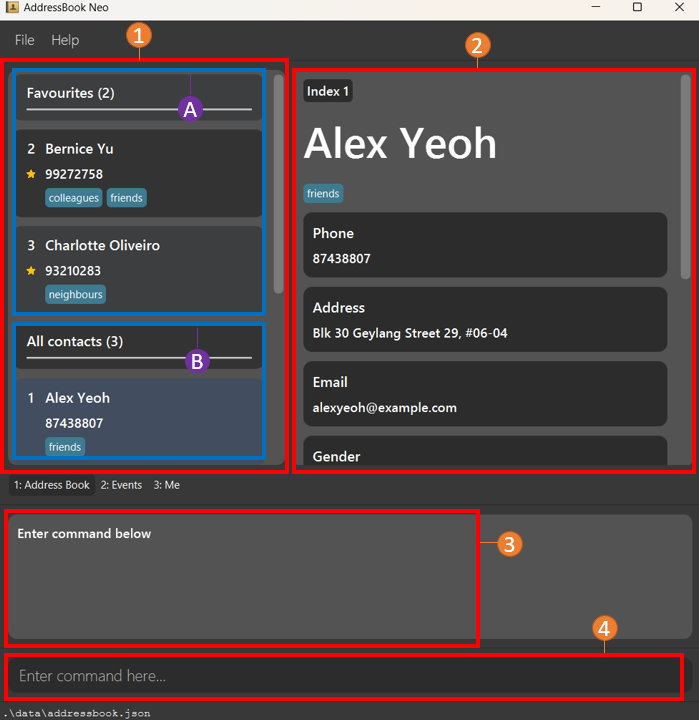 AddressBook Neo
File Help
1
2
Favourites (2)
A
2 Bernice Yu
99272758
colleagues friends
3 Charlotte Oliveiro
93210283
neighbours
All contacts (3)
B
1 Alex Yeoh
87438807
friends
Index 1
Alex Yeoh
friends
Phone
87438807
Address
Blk 30 Geylang Street 29, #06-04
Email
alexyeoh@example.com
Gender
1: Address Book 2: Events 3: Me
Enter command below
3
4
Enter command here...
.\data\addressbook.json